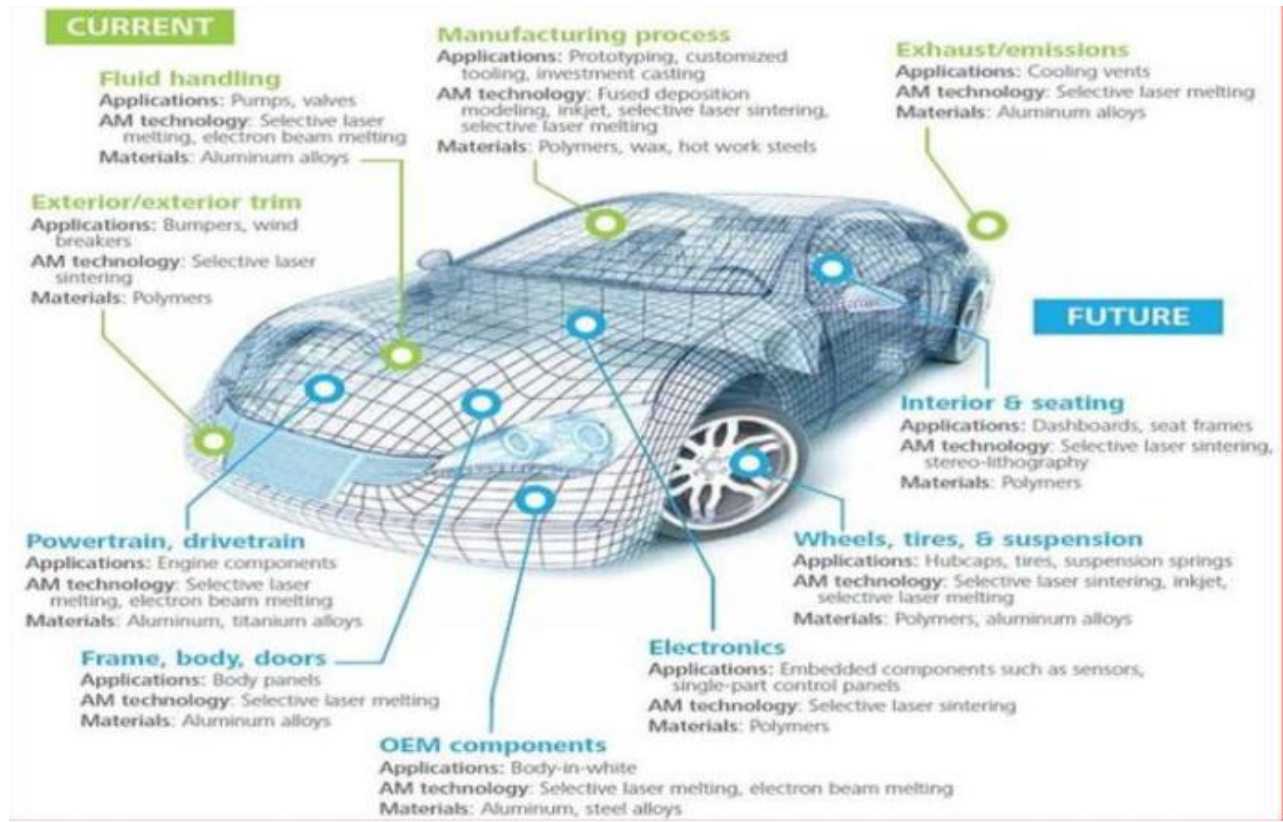 CURRENT
Fluid handling
Applications: Pumps, valves
AM technology: Selective laser
melting, electron beam melting
Materials: Aluminum alloys
Manufacturing process
Applications: Prototyping, customized
tooling, investment casting
AM technology: Fused deposition
modeling, inkjet, selective laser sintering,
selective laser melting
Materials: Polymers, wax, hot work steels
Exhaust/emissions
Applications: Cooling vents
AM technology: Selective laser melting
Materials: Aluminum alloys
Exterior/exterior trim
Applications: Bumpers, wind
breakers
AM technology: Selective laser
sintering
Materials: Polymers
FUTURE
Interior & seating
Applications: Dashboards, seat frames
AM technology: Selective laser sintering,
stereo-lithography
Materials: Polymers
Powertrain, drivetrain
Applications: Engine components
AM technology: Selective laser
melting, electron beam melting
Materials: Aluminum, titanium alloys
Wheels, tires, & suspension
Applications: Hubcaps, tires, suspension springs
AM technology: Selective laser sintering, inkjet,
selective laser melting
Materials: Polymers, aluminum alloys
Frame, body, doors
Applications: Body panels
AM technology: Selective laser melting
Materials: Aluminum alloys
Electronics
Applications: Embedded components such as sensors,
single-part control panels
AM technology: Selective laser sintering
Materials: Polymers
OEM components
Applications: Body-in-white
AM technology: Selective laser melting, electron beam melting
Materials: Aluminum, steel alloys